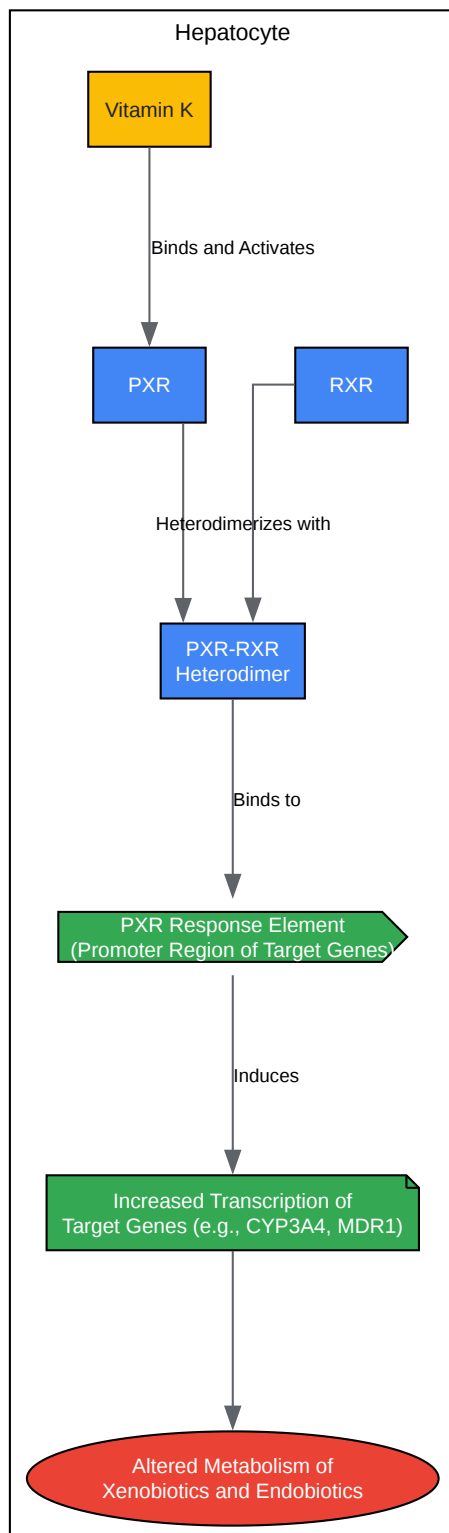 Hepatocyte
Vitamin K
Binds and Activates
PXR
RXR
Heterodimerizes with
PXR-RXR
Heterodimer
Binds to
PXR Response Element
(Promoter Region of Target Genes)
Induces
Increased Transcription of
Target Genes (e.g., CYP3A4, MDR1)
Altered Metabolism of
Xenobiotics and Endobiotics